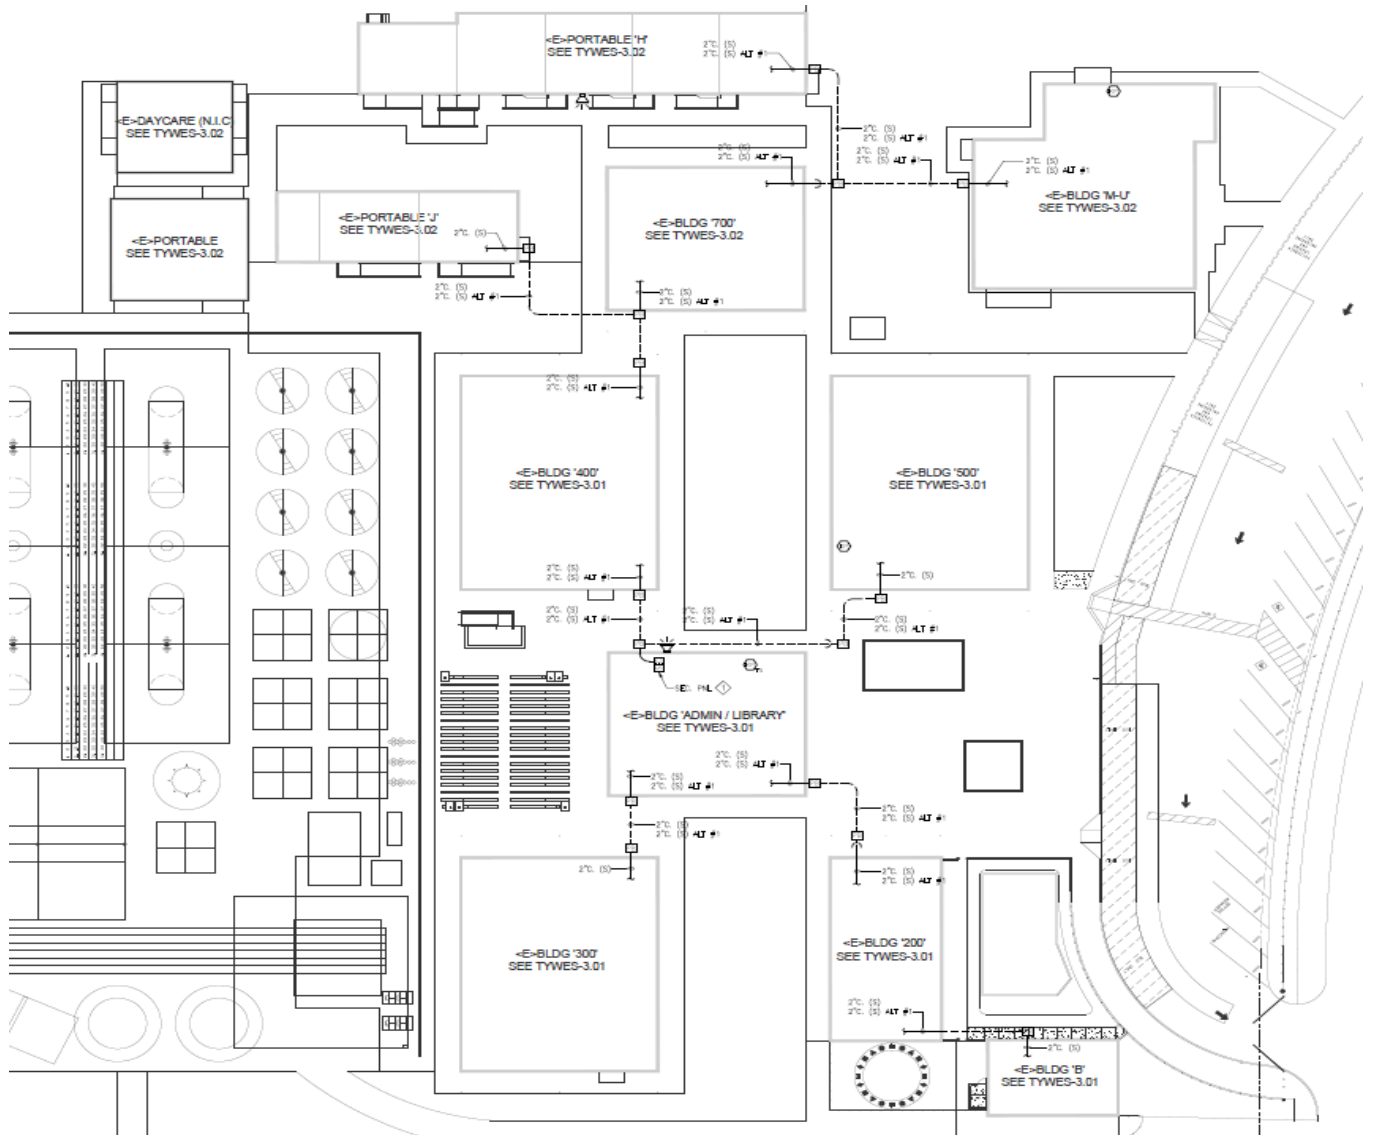 <E>PORTABLE 'H'
SEE TYWES-3.02
2"C. (S)
2"C. (S) ALT #1
<E>DAYCARE (N.I.C)
SEE TYWES-3.02
2"C. (S)
2"C. (S) ALT #1
2"C. (S)
2"C. (S) ALT #1
2"C. (S)
2"C. (S) ALT #1
2"C. (S)
2"C. (S) ALT #1
<E>BLDG 'M-U'
SEE TYWES-3.02
<E>PORTABLE 'J'
SEE TYWES-3.02
2"C. (S)
<E>BLDG '700'
SEE TYWES-3.02
<E>PORTABLE
SEE TYWES-3.02
2"C. (S)
2"C. (S) ALT #1
2"C. (S)
2"C. (S) ALT #1
2"C. (S)
2"C. (S) ALT #1
<E>BLDG '400'
SEE TYWES-3.01
<E>BLDG '500'
SEE TYWES-3.01
2"C. (S)
2"C. (S) ALT #1
2"C. (S)
2"C. (S)
2"C. (S) ALT #1
2"C. (S)
2"C. (S) ALT #1
2"C. (S)
2"C. (S) ALT #1
SEC. PNL 1
<E>BLDG 'ADMIN / LIBRARY'
SEE TYWES-3.01
2"C. (S)
2"C. (S) ALT #1
2"C. (S)
2"C. (S) ALT #1
2"C. (S)
2"C. (S) ALT #1
2"C. (S)
2"C. (S) ALT #1
2"C. (S)
2"C. (S)
2"C. (S) ALT #1
<E>BLDG '300'
SEE TYWES-3.01
<E>BLDG '200'
SEE TYWES-3.01
2"C. (S)
2"C. (S) ALT #1
2"C. (S)
<E>BLDG 'B'
SEE TYWES-3.01